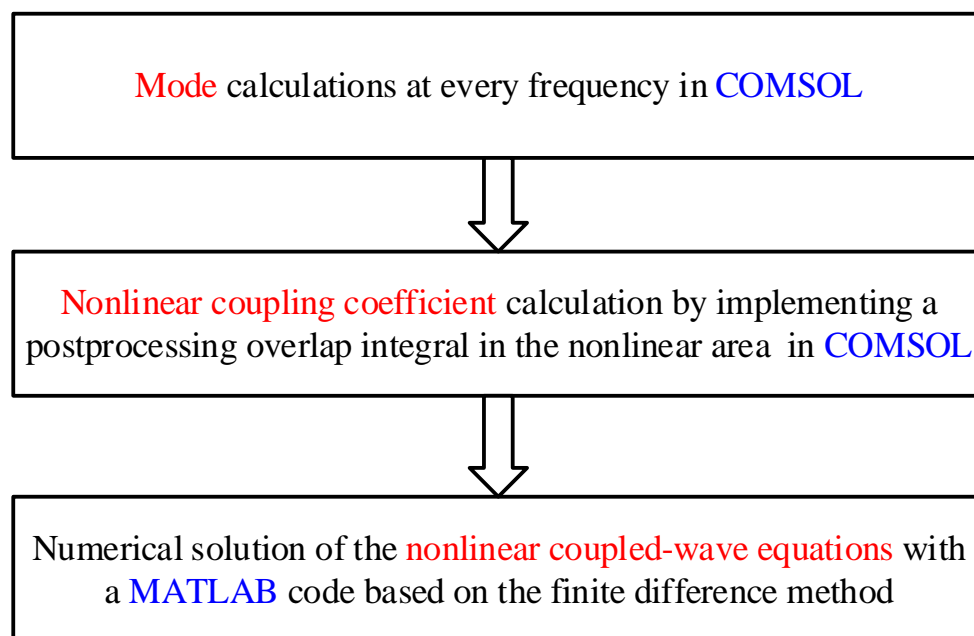 Mode calculations at every frequency in COMSOL
Nonlinear coupling coefficient calculation by implementing a
postprocessing overlap integral in the nonlinear area in COMSOL
Numerical solution of the nonlinear coupled-wave equations with
a MATLAB code based on the finite difference method